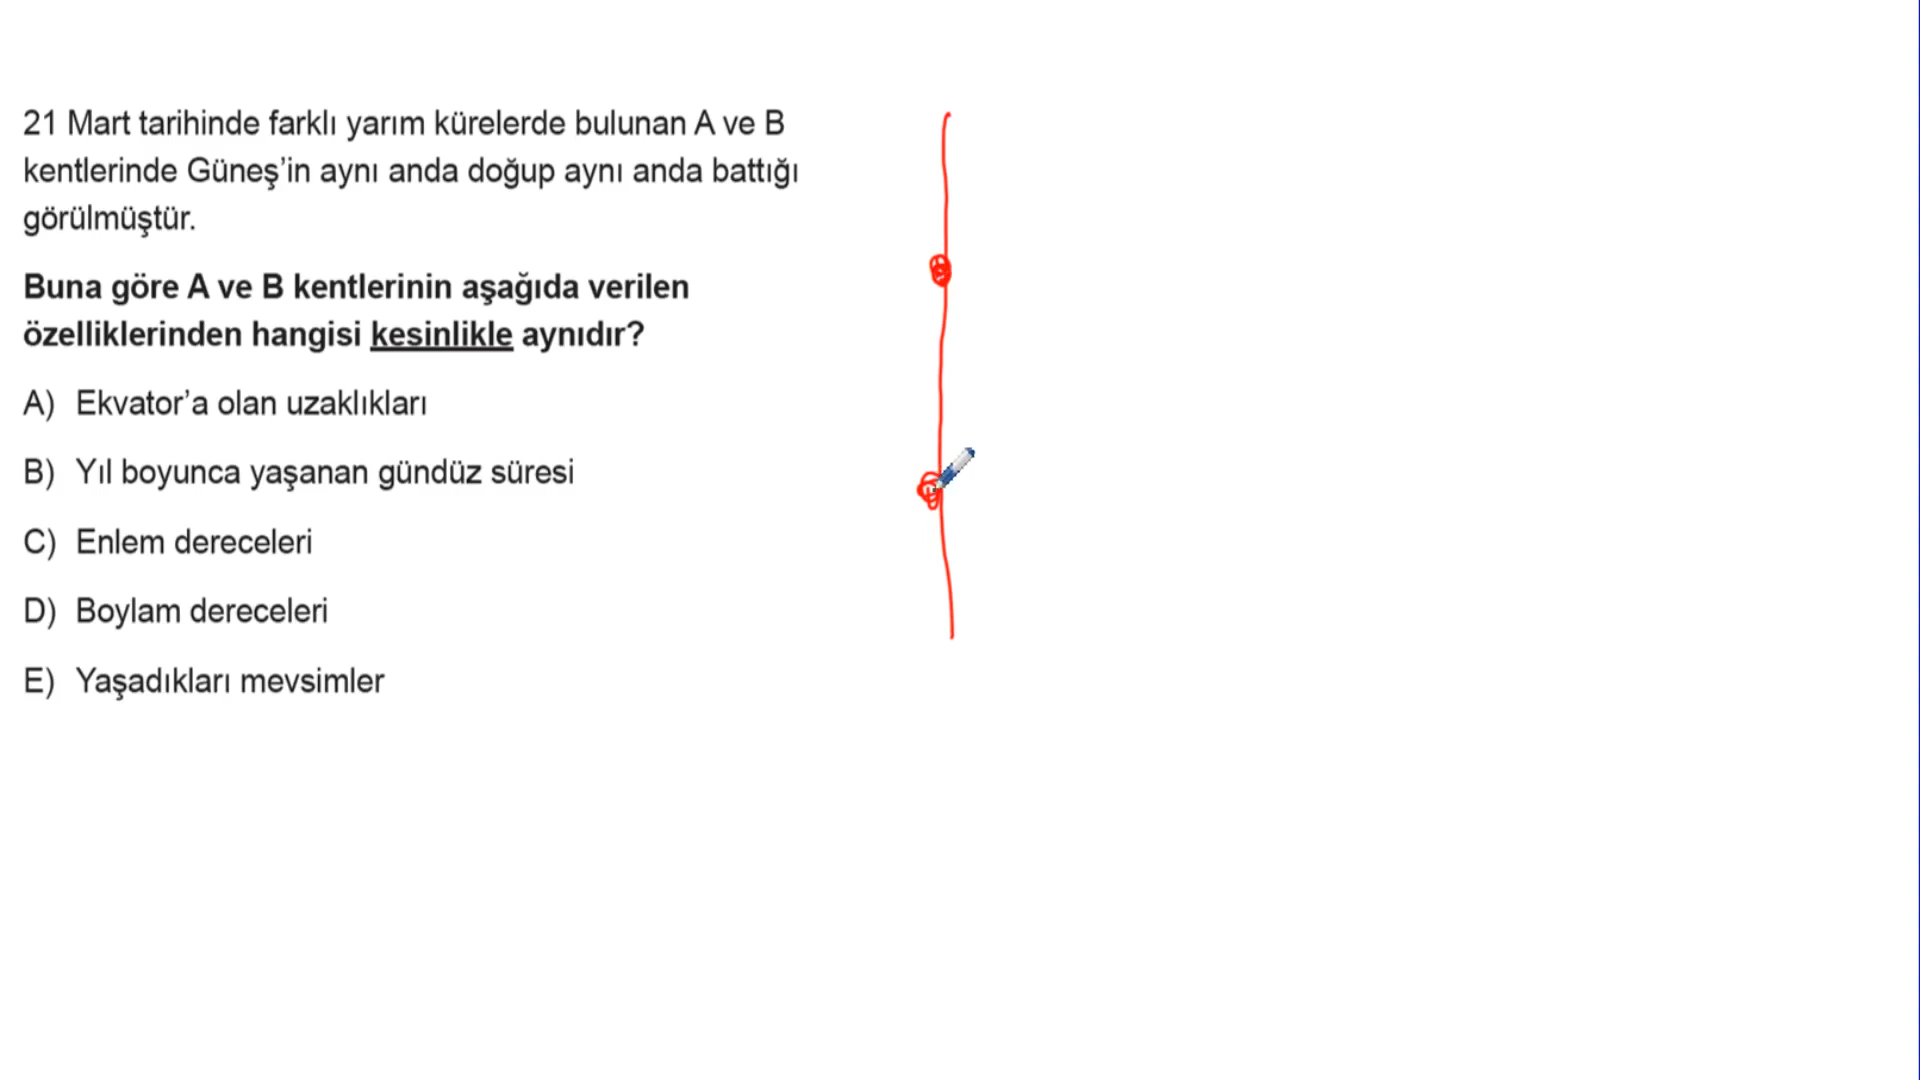 21 Mart tarihinde farklı yarım kürelerde bulunan A ve B
kentlerinde Güneş’in aynı anda doğup aynı anda battığı
görülmüştür.
Buna göre A ve B kentlerinin aşağıda verilen
özelliklerinden hangisi kesinlikle aynıdır?
A) Ekvator’a olan uzaklıkları
B) Yıl boyunca yaşanan gündüz süresi
C) Enlem dereceleri
D) Boylam dereceleri
E) Yaşadıkları mevsimler